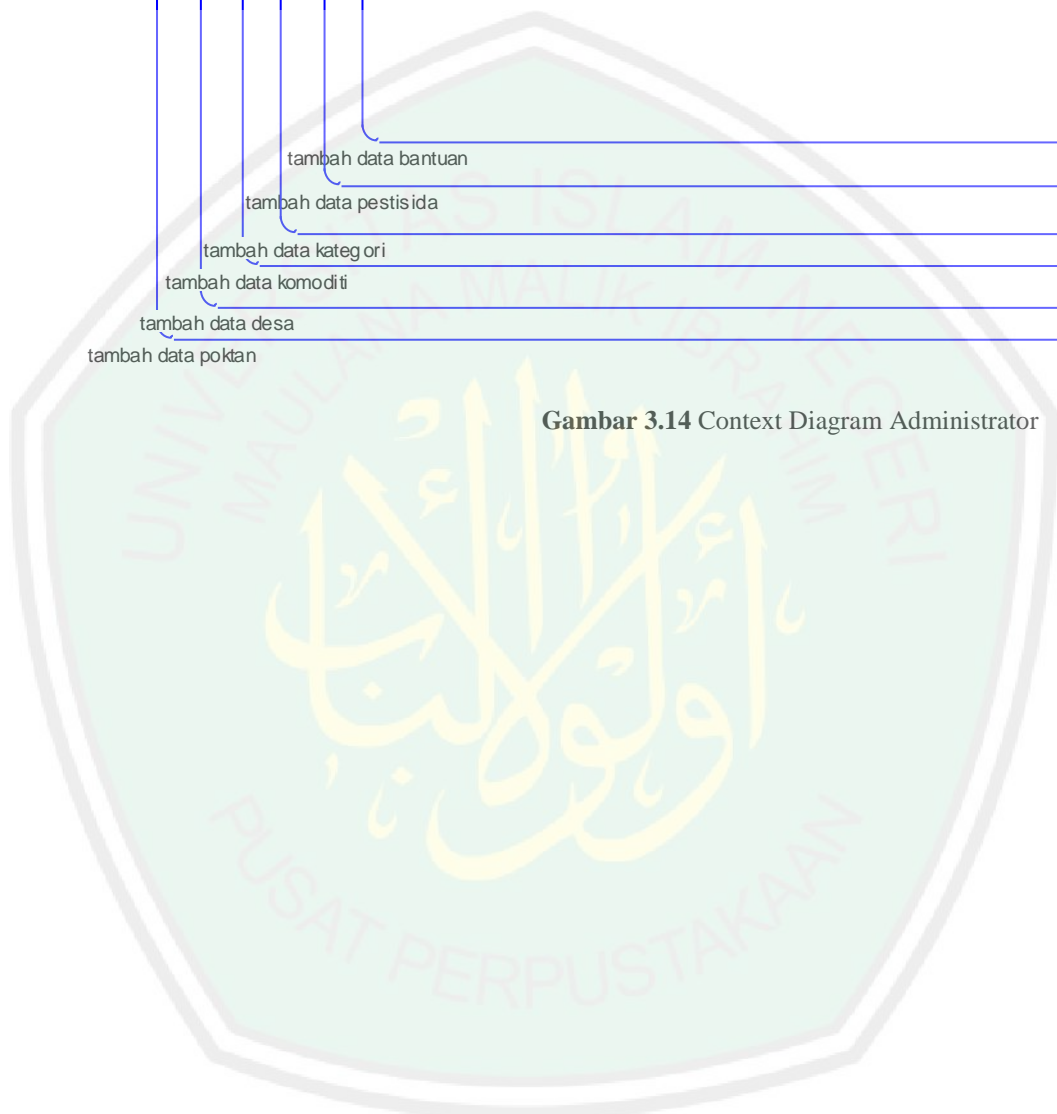 tambah data bantuan
tambah data pestisida
tambah data kategori
tambah data komoditi
tambah data desa
tambah data poktan
Gambar 3.14 Context Diagram Administrator
UNIVERSITAS ISLAM NEGERI
MAULANA MALIK IBRAHIM
PUSAT PERPUSTAKAAN